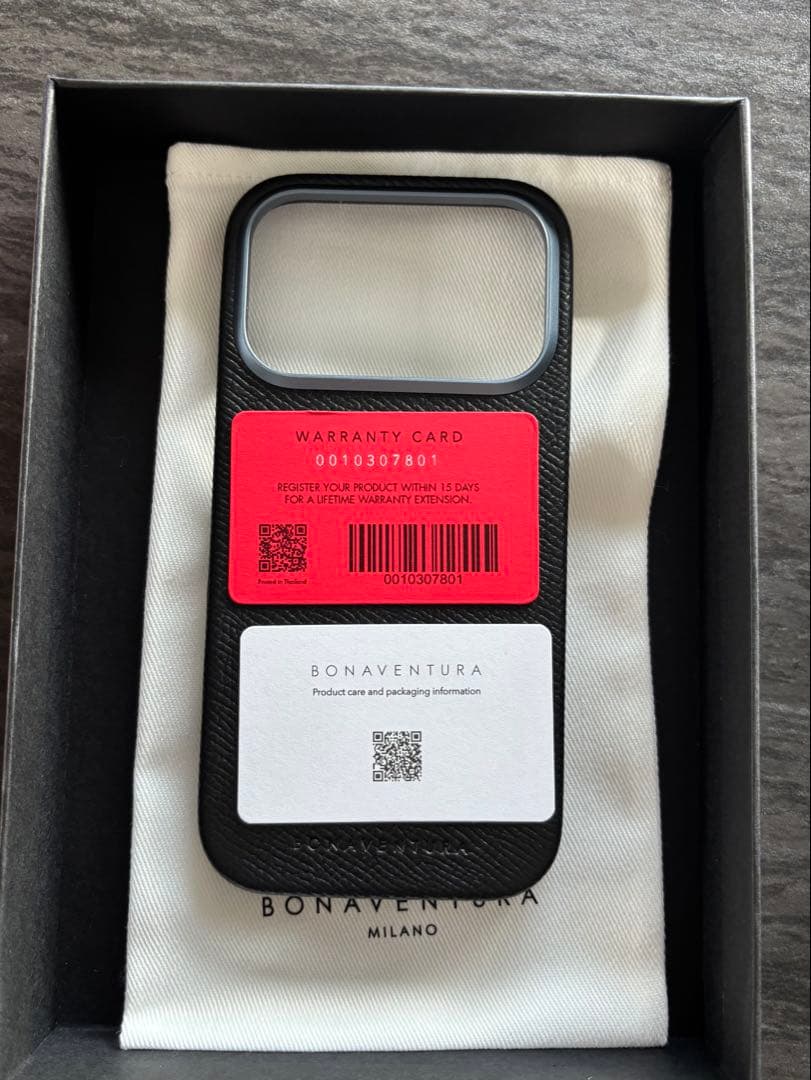 WARRANTY CARD
0010307801
REGISTER YOUR PRODUCT WITHIN 15 DAYS
FOR A LIFETIME WARRANTY EXTENSION.
Printed in Thailand
0010307801
BONAVENTURA
Product care and packaging information
BONAVENTURA
BONAVENTURA
MILANO